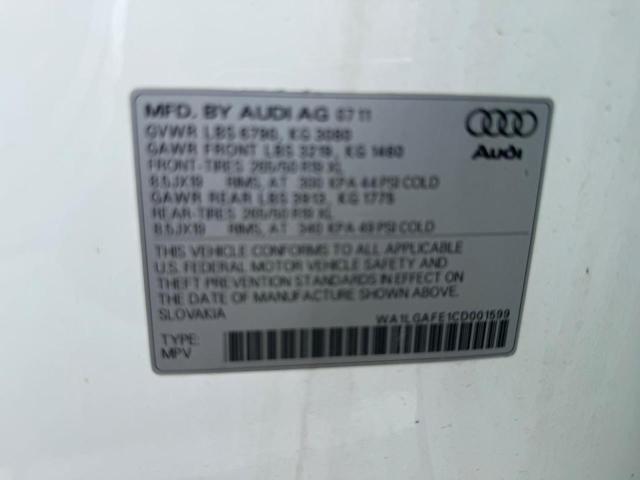 MFD. BY AUDI AG 07 11
GVWR LBS 6790, KG 3080
GAWR FRONT LBS 3219, KG 1460
FRONT-TIRES 265/50 R19 XL
8.5JX19 RIMS, AT 300 KPA 44 PSI COLD
GAWR REAR LBS 3913, KG 1775
REAR-TIRES 265/50 R19 XL
8.5JX19 RIMS, AT 340 KPA 49 PSI COLD
THIS VEHICLE CONFORMS TO ALL APPLICABLE
U.S. FEDERAL MOTOR VEHICLE SAFETY AND
THEFT PREVENTION STANDARDS IN EFFECT ON
THE DATE OF MANUFACTURE SHOWN ABOVE.
SLOVAKIA
WA1LGAFE1CD001599
TYPE:
MPV
Audi